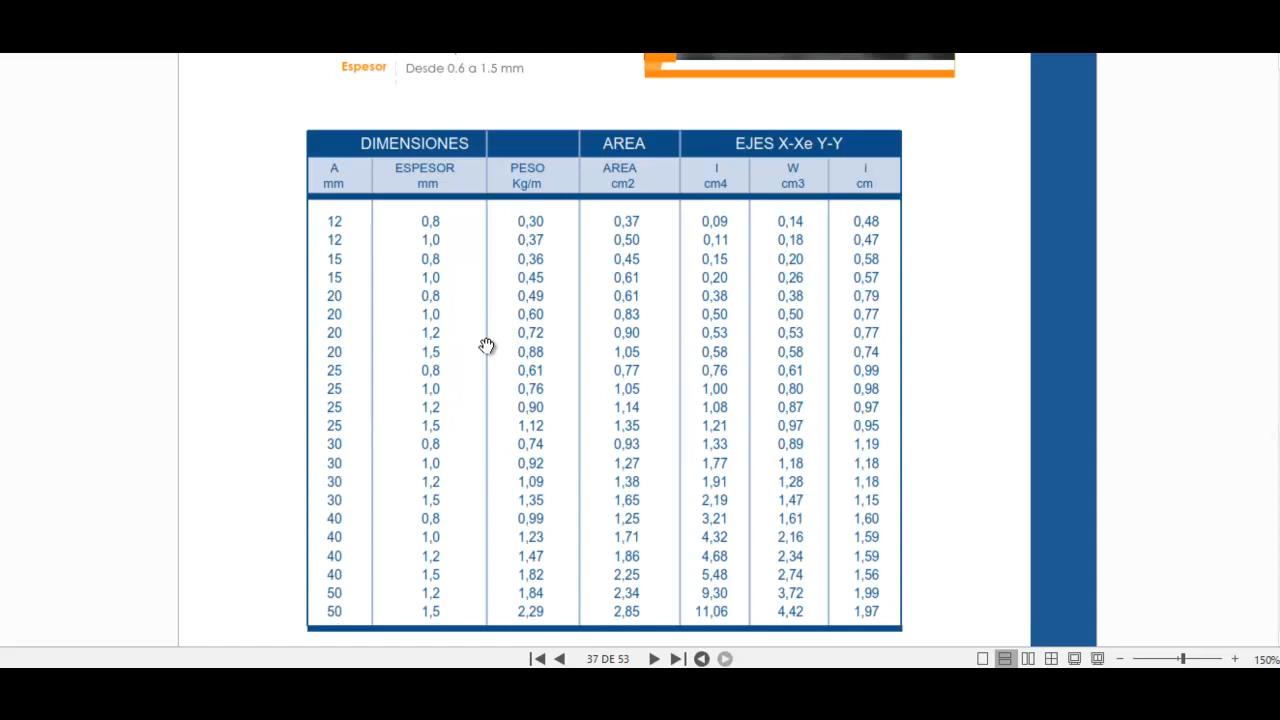 Espesor Desde 0.6 a 1.5 mm
DIMENSIONES AREA EJES X-Xe Y-Y
A ESPESOR PESO AREA I W i
mm mm Kg/m cm2 cm4 cm3 cm
12 0,8 0,30 0,37 0,09 0,14 0,48
12 1,0 0,37 0,50 0,11 0,18 0,47
15 0,8 0,36 0,45 0,15 0,20 0,58
15 1,0 0,45 0,61 0,20 0,26 0,57
20 0,8 0,49 0,61 0,38 0,38 0,79
20 1,0 0,60 0,83 0,50 0,50 0,77
20 1,2 0,72 0,90 0,53 0,53 0,77
20 1,5 0,88 1,05 0,58 0,58 0,74
25 0,8 0,61 0,77 0,76 0,61 0,99
25 1,0 0,76 1,05 1,00 0,80 0,98
25 1,2 0,90 1,14 1,08 0,87 0,97
25 1,5 1,12 1,35 1,21 0,97 0,95
30 0,8 0,74 0,93 1,33 0,89 1,19
30 1,0 0,92 1,27 1,77 1,18 1,18
30 1,2 1,09 1,38 1,91 1,28 1,18
30 1,5 1,35 1,65 2,19 1,47 1,15
40 0,8 0,99 1,25 3,21 1,61 1,60
40 1,0 1,23 1,71 4,32 2,16 1,59
40 1,2 1,47 1,86 4,68 2,34 1,59
40 1,5 1,82 2,25 5,48 2,74 1,56
50 1,2 1,84 2,34 9,30 3,72 1,99
50 1,5 2,29 2,85 11,06 4,42 1,97
37 DE 53 150%